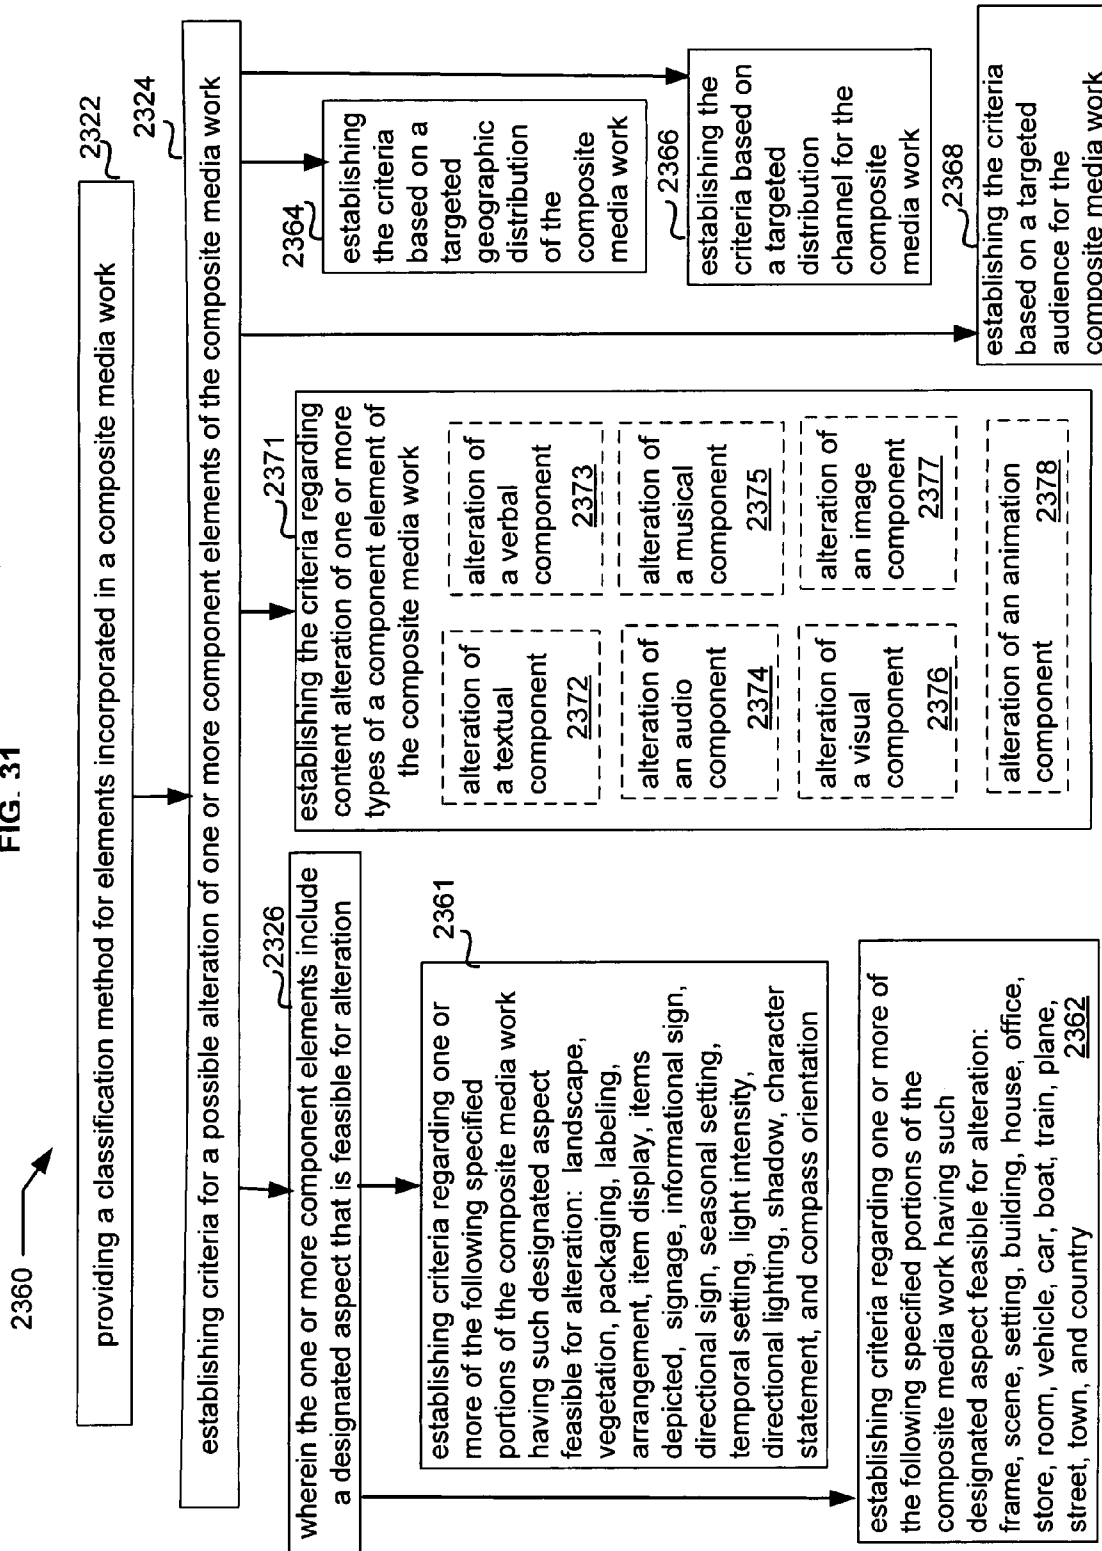 FIG. 31
2360
2322
providing a classification method for elements incorporated in a composite media work
2324
establishing criteria for a possible alteration of one or more component elements of the composite media work
2326
wherein the one or more component elements include
a designated aspect that is feasible for alteration
2361
establishing criteria regarding one or
more of the following specified
portions of the composite media work
having such designated aspect
feasible for alteration: landscape,
vegetation, packaging, labeling,
arrangement, item display, items
depicted, signage, informational sign,
directional sign, seasonal setting,
temporal setting, light intensity,
directional lighting, shadow, character
statement, and compass orientation
establishing criteria regarding one or more of
the following specified portions of the
composite media work having such
designated aspect feasible for alteration:
frame, scene, setting, building, house, office,
store, room, vehicle, car, boat, train, plane,
street, town, and country
2362
2371
establishing the criteria regarding
content alteration of one or more
types of a component element of
the composite media work
alteration of
a textual
component
2372
alteration of
a verbal
component
2373
alteration of
an audio
component
2374
alteration of
a musical
component
2375
alteration of
a visual
component
2376
alteration of
an image
component
2377
alteration of an animation
component
2378
2364
establishing
the criteria
based on a
targeted
geographic
distribution
of the
composite
media work
2366
establishing the
criteria based on
a targeted
distribution
channel for the
composite
media work
2368
establishing the criteria
based on a targeted
audience for the
composite media work